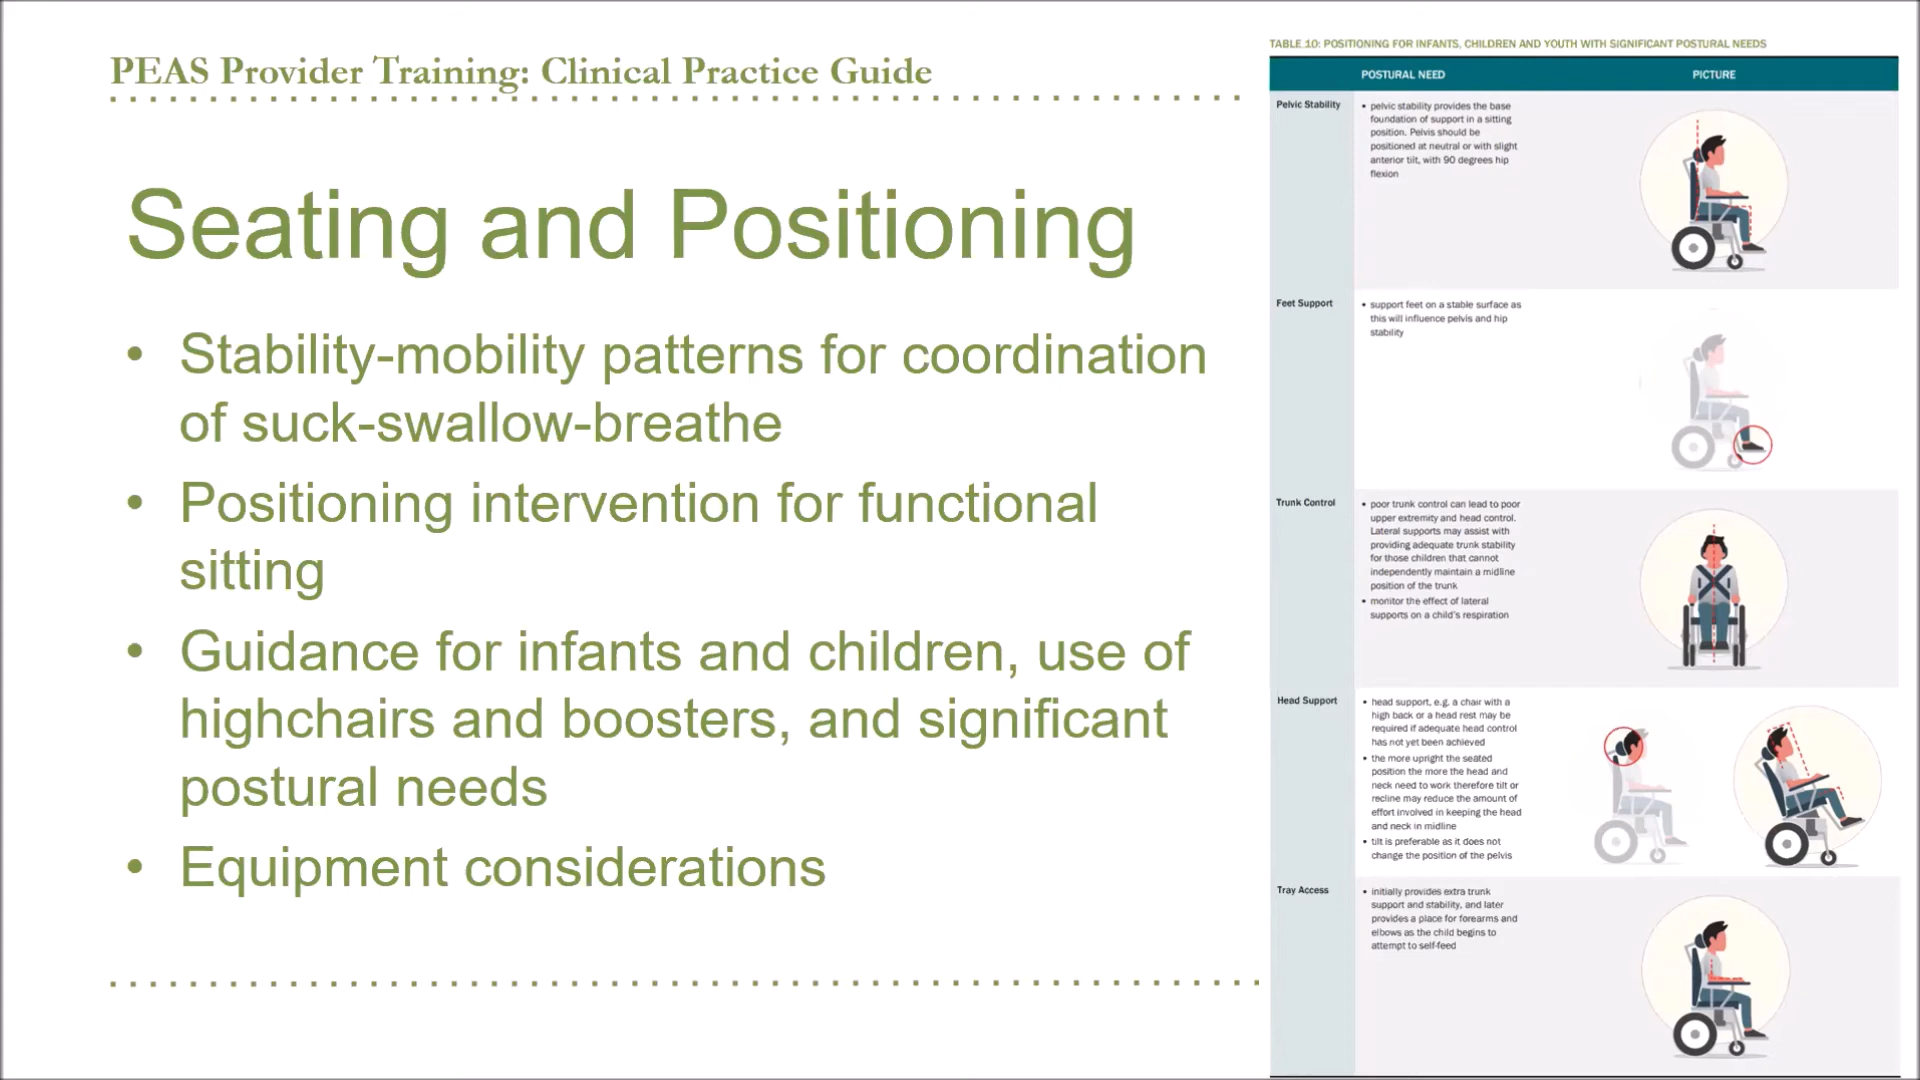 PEAS Provider Training: Clinical Practice Guide
Seating and Positioning
• Stability-mobility patterns for coordination
of suck-swallow-breathe
• Positioning intervention for functional
sitting
• Guidance for infants and children, use of
highchairs and boosters, and significant
postural needs
• Equipment considerations
TABLE 10: POSITIONING FOR INFANTS, CHILDREN AND YOUTH WITH SIGNIFICANT POSTURAL NEEDS
POSTURAL NEED PICTURE
Pelvic Stability
• pelvic stability provides the base
foundation of support in a sitting
position. Pelvis should be
positioned at neutral or with slight
anterior tilt, with 90 degrees hip
flexion
Feet Support
• support feet on a stable surface as
this will influence pelvis and hip
stability
Trunk Control
• poor trunk control can lead to poor
upper extremity and head control.
Lateral supports may assist with
providing adequate trunk stability
for those children that cannot
independently maintain a midline
position of the trunk
• monitor the effect of lateral
supports on a child's respiration
Head Support
• head support, e.g. a chair with a
high back or a head rest may be
required if adequate head control
has not yet been achieved
• the more upright the seated
position the more the head and
neck need to work therefore tilt or
recline may reduce the amount of
effort involved in keeping the head
and neck in midline
• tilt is preferable as it does not
change the position of the pelvis
Tray Access
• initially provides extra trunk
support and stability, and later
provides a place for forearms and
elbows as the child begins to
attempt to self-feed